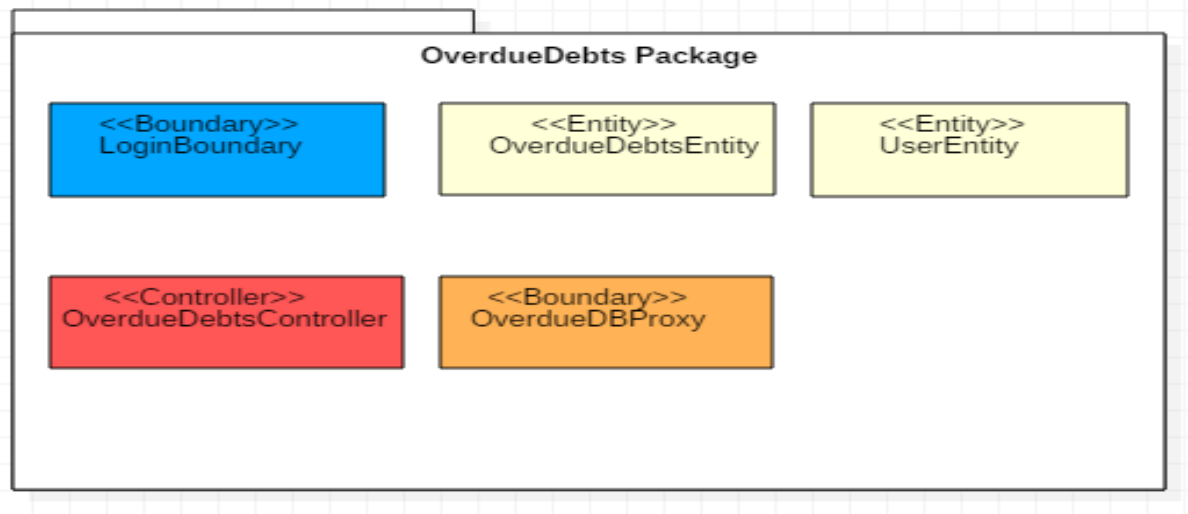 OverdueDebts Package
<<Boundary>>
LoginBoundary
<<Entity>>
OverdueDebtsEntity
<<Entity>>
UserEntity
<<Controller>>
OverdueDebtsController
<<Boundary>>
OverdueDBProxy